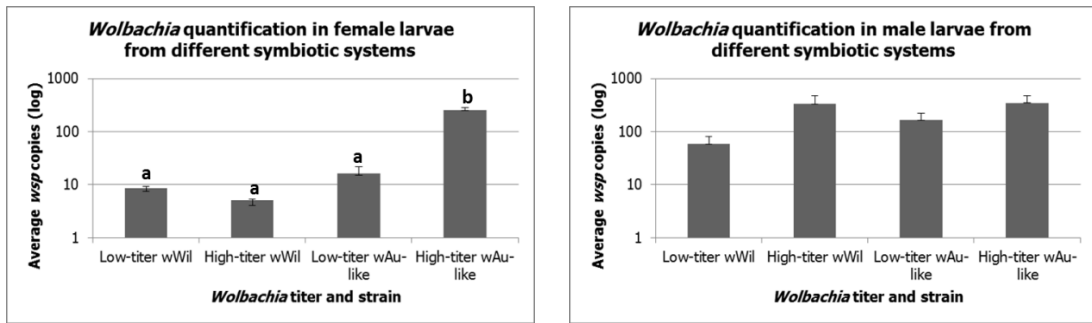 Wolbachia quantification in female larvae
from different symbiotic systems
Average wsp copies (log)
1000
100
10
1
a
a
a
b
Low-titer wWil
High-titer wWil
Low-titer wAu-
like
High-titer wAu-
like
Wolbachia titer and strain
Wolbachia quantification in male larvae from
different symbiotic systems
Average wsp copies (log)
1000
100
10
1
Low-titer wWil
High-titer wWil
Low-titer wAu-
like
High-titer wAu-
like
Wolbachia titer and strain